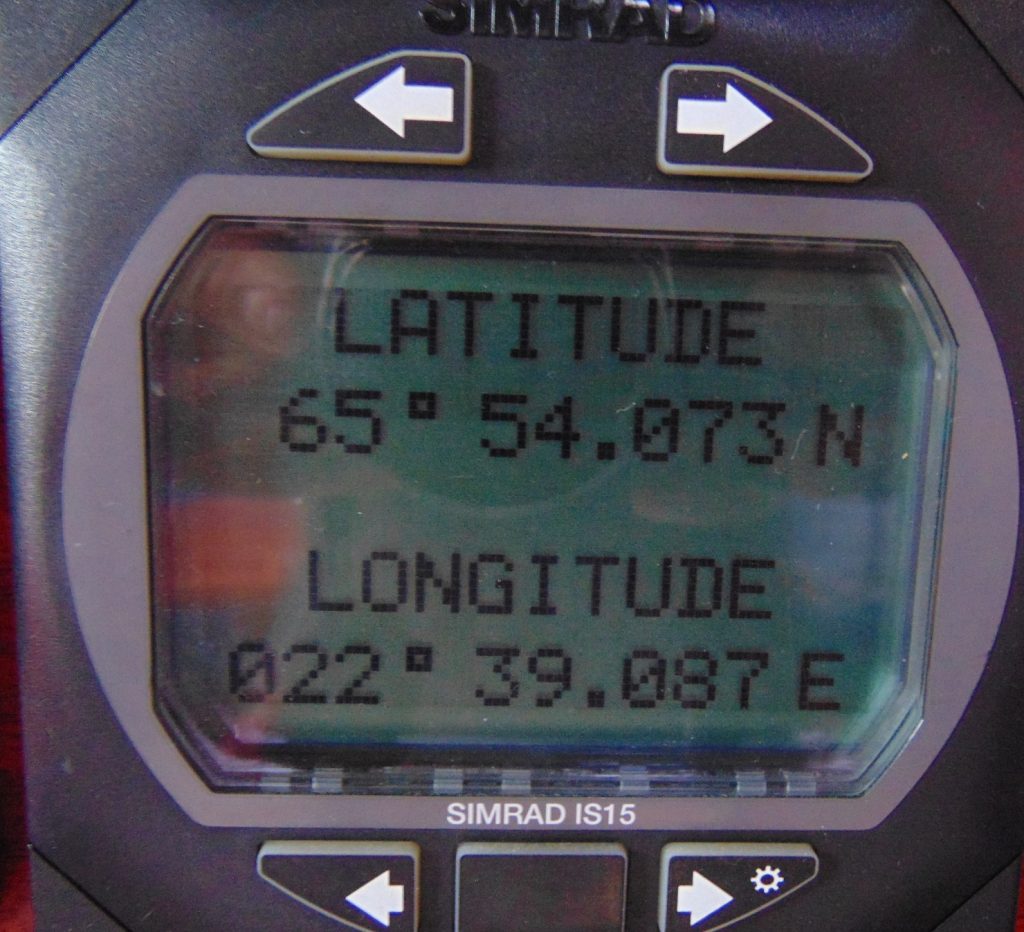 SIMRAD
LATITUDE
65° 54.073 N
LONGITUDE
022° 39.087 E
SIMRAD IS15